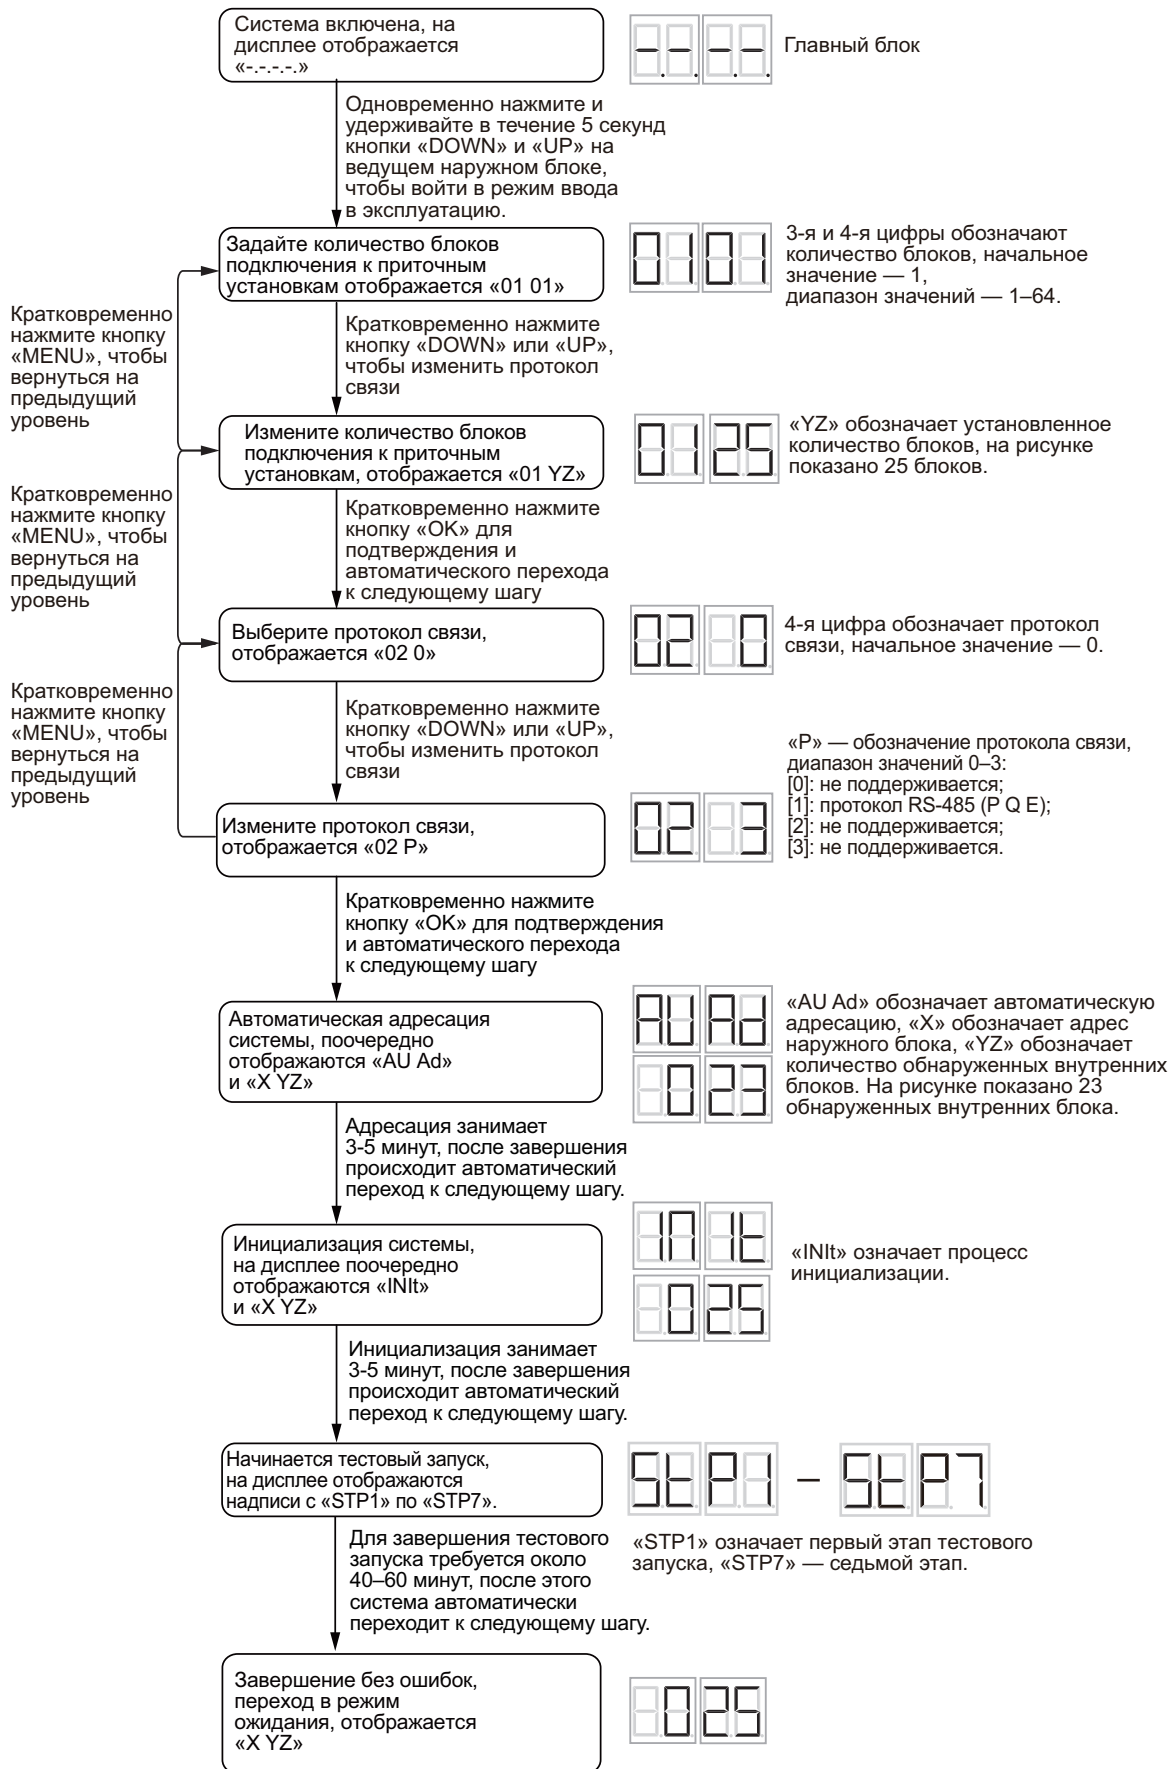 Система включена, на
дисплее отображается
«-.-.-.-.»
Главный блок
Одновременно нажмите и
удерживайте в течение 5 секунд
кнопки «DOWN» и «UP» на
ведущем наружном блоке,
чтобы войти в режим ввода
в эксплуатацию.
Задайте количество блоков
подключения к приточным
установкам отображается «01 01»
0101
3-я и 4-я цифры обозначают
количество блоков, начальное
значение — 1,
диапазон значений — 1–64.
Кратковременно
нажмите кнопку
«MENU», чтобы
вернуться на
предыдущий
уровень
Кратковременно нажмите
кнопку «DOWN» или «UP»,
чтобы изменить протокол
связи
Измените количество блоков
подключения к приточным
установкам, отображается «01 YZ»
0125
«YZ» обозначает установленное
количество блоков, на рисунке
показано 25 блоков.
Кратковременно
нажмите кнопку
«MENU», чтобы
вернуться на
предыдущий
уровень
Кратковременно нажмите
кнопку «OK» для
подтверждения и
автоматического перехода
к следующему шагу
Выберите протокол связи,
отображается «02 0»
02 0
4-я цифра обозначает протокол
связи, начальное значение — 0.
Кратковременно
нажмите кнопку
«MENU», чтобы
вернуться на
предыдущий
уровень
Кратковременно нажмите
кнопку «DOWN» или «UP»,
чтобы изменить протокол
связи
Измените протокол связи,
отображается «02 P»
02 3
«P» — обозначение протокола связи,
диапазон значений 0–3:
[0]: не поддерживается;
[1]: протокол RS-485 (P Q E);
[2]: не поддерживается;
[3]: не поддерживается.
Кратковременно нажмите
кнопку «OK» для подтверждения
и автоматического перехода
к следующему шагу
Автоматическая адресация
системы, поочередно
отображаются «AU Ad»
и «X YZ»
AU Ad
023
«AU Ad» обозначает автоматическую
адресацию, «X» обозначает адрес
наружного блока, «YZ» обозначает
количество обнаруженных внутренних
блоков. На рисунке показано 23
обнаруженных внутренних блока.
Адресация занимает
3-5 минут, после завершения
происходит автоматический
переход к следующему шагу.
Инициализация системы,
на дисплее поочередно
отображаются «INIt»
и «X YZ»
INIt
025
«INIt» означает процесс
инициализации.
Инициализация занимает
3-5 минут, после завершения
происходит автоматический
переход к следующему шагу.
Начинается тестовый запуск,
на дисплее отображаются
надписи с «STP1» по «STP7».
StP1 – StP7
«STP1» означает первый этап тестового
запуска, «STP7» — седьмой этап.
Для завершения тестового
запуска требуется около
40–60 минут, после этого
система автоматически
переходит к следующему шагу.
Завершение без ошибок,
переход в режим
ожидания, отображается
«X YZ»
025